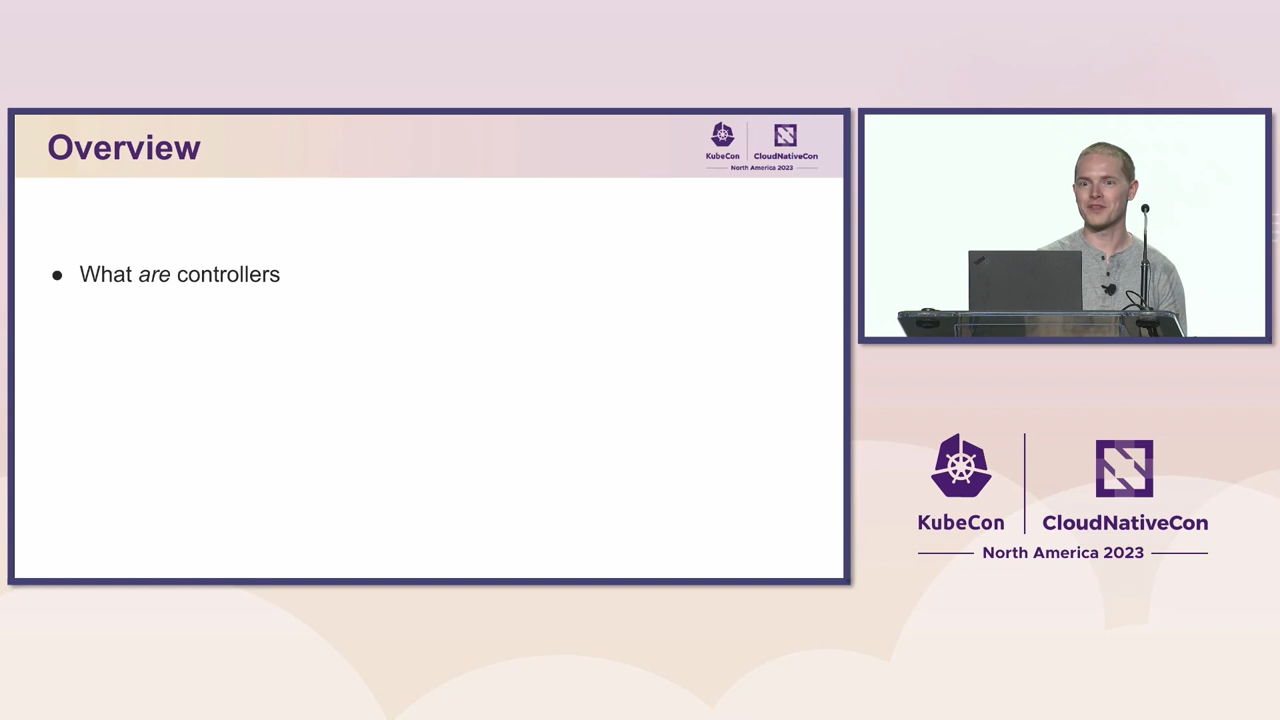 Overview
KubeCon
CloudNativeCon
North America 2023
● What are controllers
KubeCon
CloudNativeCon
North America 2023